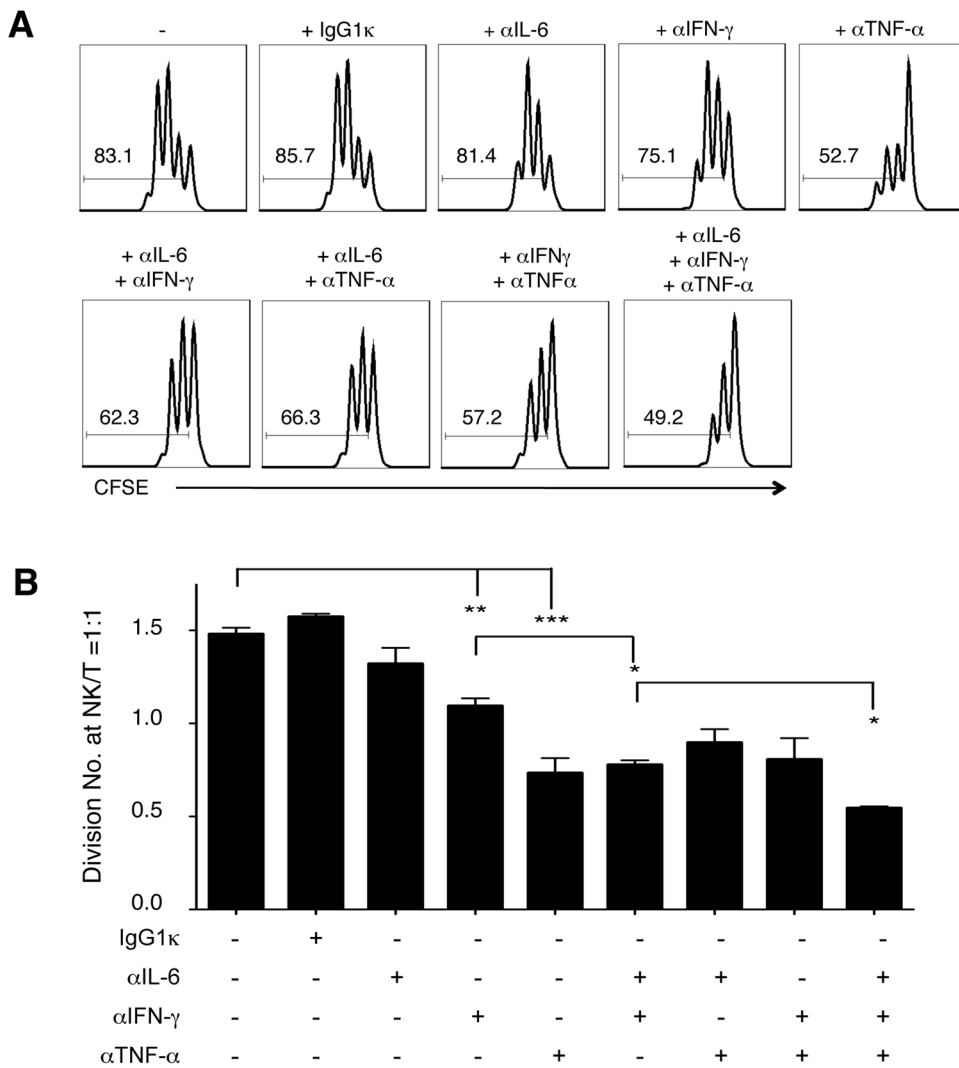 A
- + IgG1κ + αIL-6 + αIFN-γ + αTNF-α
83.1 85.7 81.4 75.1 52.7
+ αIL-6
+ αIFN-γ
+ αIL-6
+ αTNF-α
+ αIFNγ
+ αTNFα
+ αIL-6
+ αIFN-γ
+ αTNF-α
62.3 66.3 57.2 49.2
CFSE
B
Division No. at NK/T =1:1
1.5
1.0
0.5
0.0
**
***
*
*
IgG1κ - + - - - - - - -
αIL-6 - - + - - + + - +
αIFN-γ - - - + - + - + +
αTNF-α - - - - + - + + +